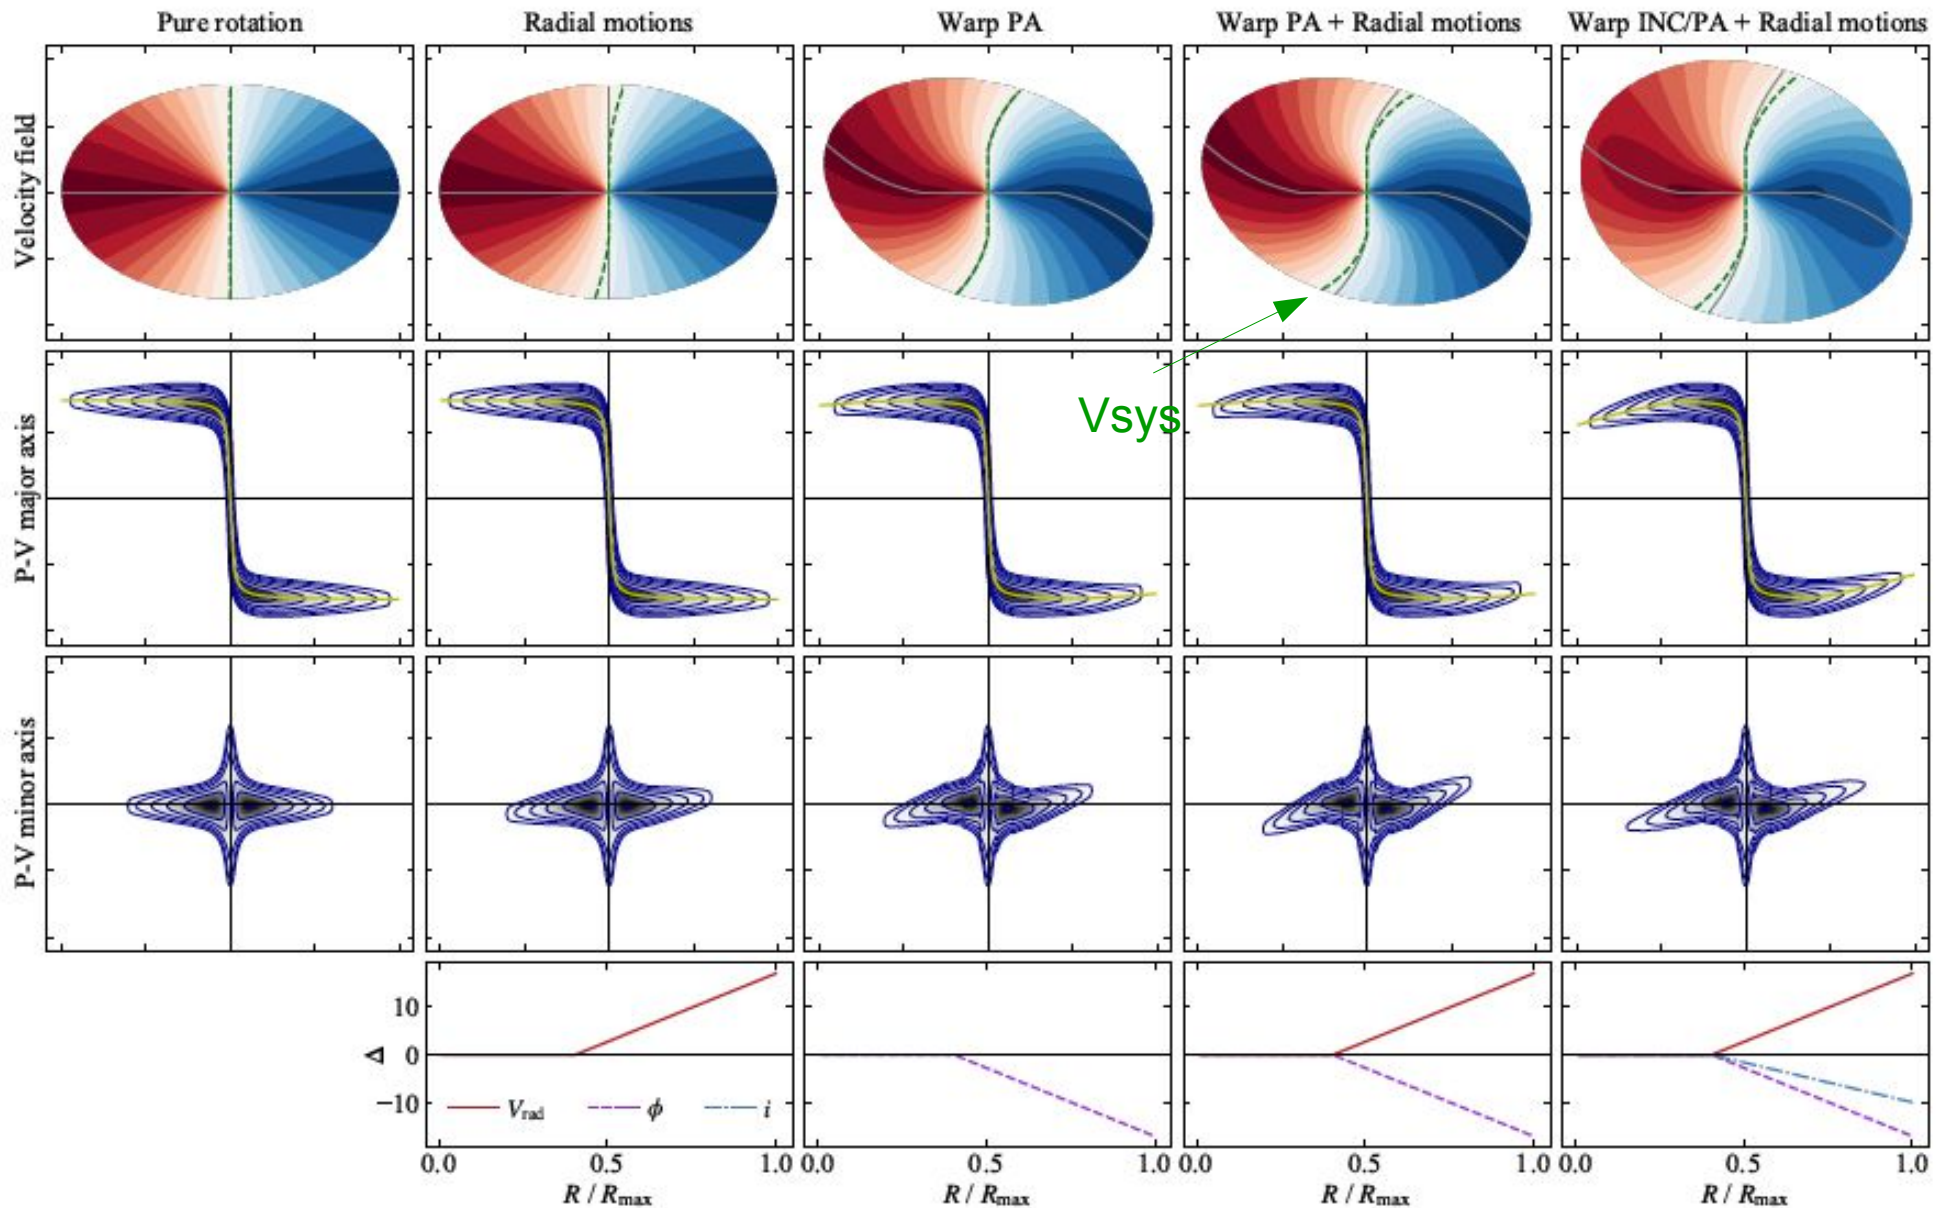 Pure rotation
Radial motions
Warp PA
Warp PA + Radial motions
Warp INC/PA + Radial motions
Velocity field
Vsys
P-V major axis
P-V minor axis
Δ
10
0
−10
V_rad
ϕ
i
0.0 0.5 1.0
0.0 0.5 1.0
0.0 0.5 1.0
0.0 0.5 1.0
R / R_max
R / R_max
R / R_max
R / R_max